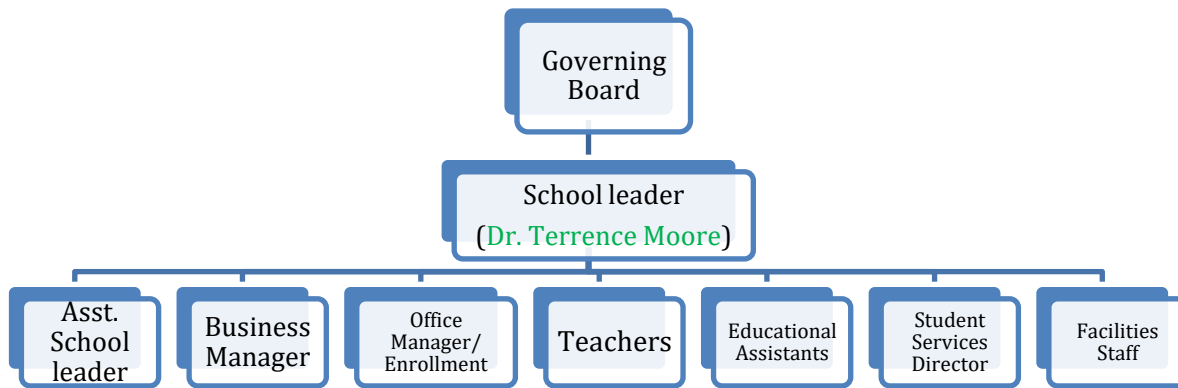 Governing
Board
School leader
(Dr. Terrence Moore)
Asst.
School
leader
Business
Manager
Office
Manager/
Enrollment
Teachers
Educational
Assistants
Student
Services
Director
Facilities
Staff